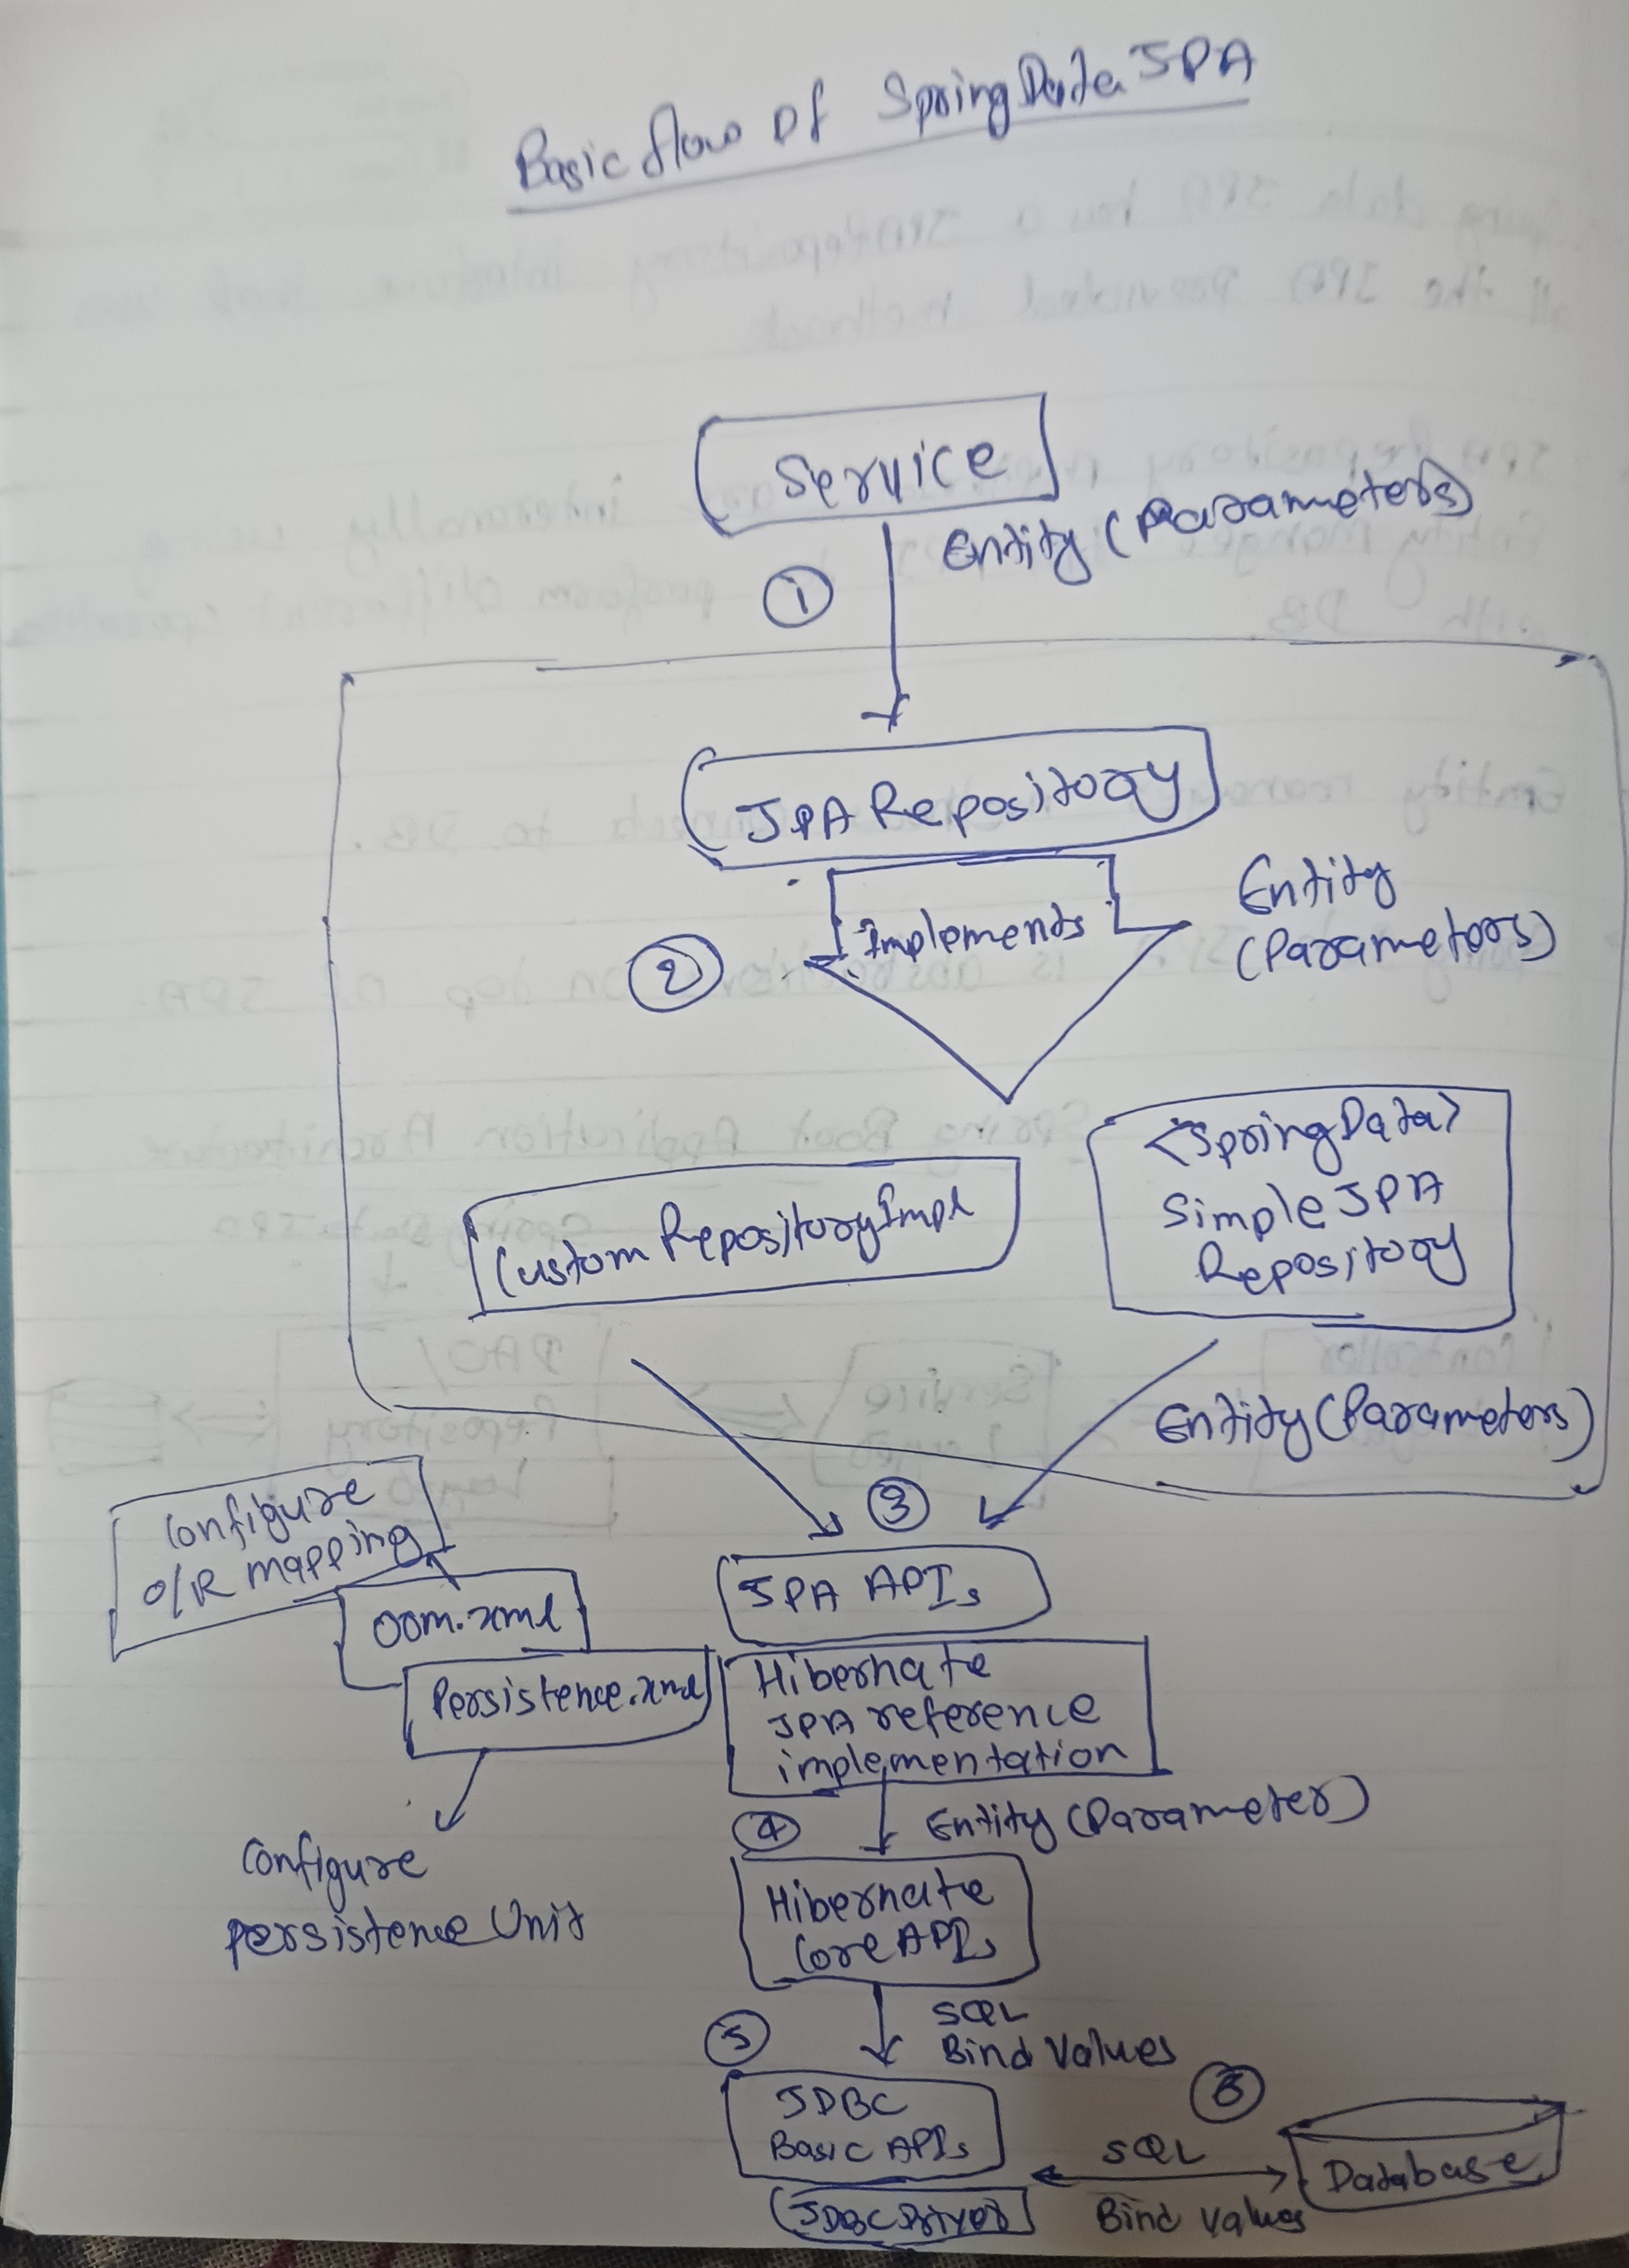 Basic flow Of Spring Data JPA
Service
Entity (Parameters)
1
JPA Repository
Implements
Entity
(Parameters)
2
<Spring Data>
Simple JPA
Repository
Custom RepositoryImpl
Entity (Parameters)
3
Configure
O/R mapping
JPA APIs
Oom.xml
Persistence.xml
Hibernate
JPA reference
implementation
4
Entity (Parameter)
Configure
persistence Unit
Hibernate
Core APIs
SQL
Bind Values
5
6
JDBC
Basic APIs
SQL
Database
(JDBC Driver)
Bind Values